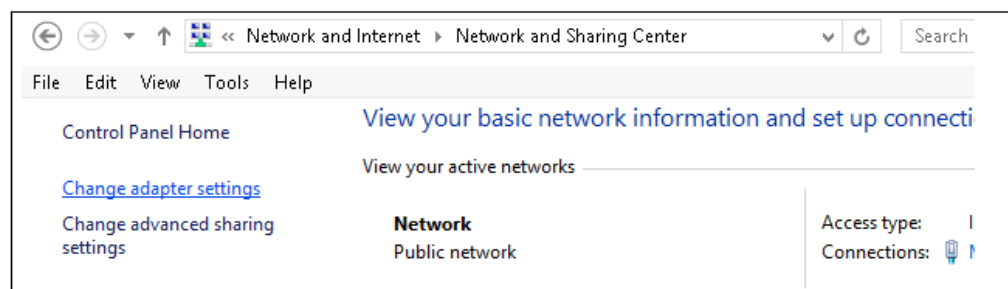 « Network and Internet ▸ Network and Sharing Center Search
File Edit View Tools Help
Control Panel Home
View your basic network information and set up connecti
View your active networks
Change adapter settings
Change advanced sharing
settings
Network
Public network
Access type: I
Connections: